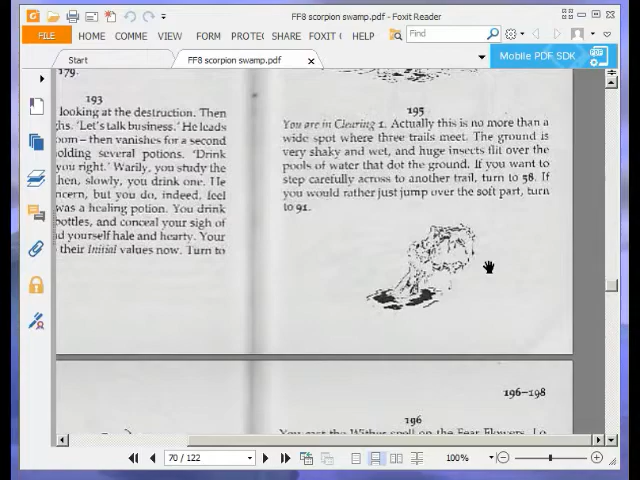 FF8 scorpion swamp.pdf - Foxit Reader
FILE HOME COMME VIEW FORM PROTE SHARE FOXIT C HELP Find
Start FF8 scorpion swamp.pdf Mobile PDF SDK
179.
193
looking at the destruction. Then
ghs. 'Let's talk business.' He leads
oom – then vanishes for a second
olding several potions. 'Drink
you right.' Warily, you study the
hen, slowly, you drink one. He
ncern, but you do, indeed, feel
was a healing potion. You drink
bottles, and conceal your sigh of
d yourself hale and hearty. Your
their Initial values now. Turn to
195
You are in Clearing 1. Actually this is no more than a
wide spot where three trails meet. The ground is
very shaky and wet, and huge insects flit over the
pools of water that dot the ground. If you want to
step carefully across to another trail, turn to 58. If
you would rather just jump over the soft part, turn
to 91.
196–198
196
You cast the Wither spell on the Fear Flowers. Lo
70 / 122 100%